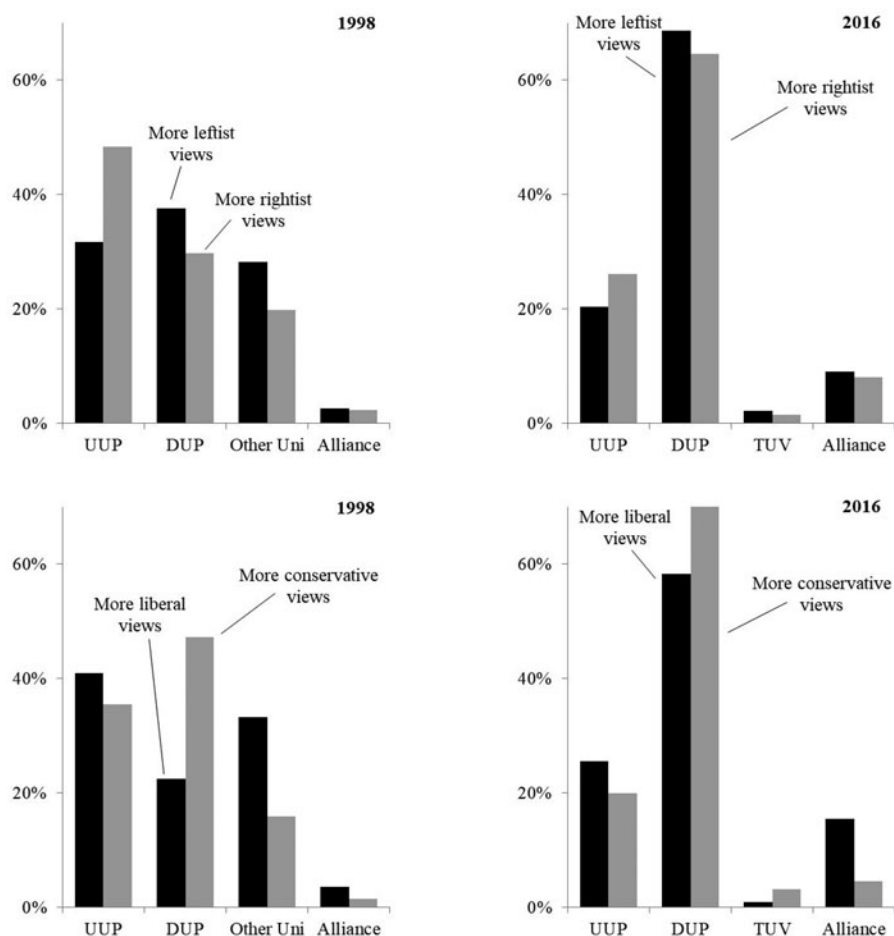 1998
60%
40%
20%
0%
More leftist
views
More rightist
views
UUP DUP Other Uni Alliance
2016
60%
40%
20%
0%
More leftist
views
More rightist
views
UUP DUP TUV Alliance
1998
60%
40%
20%
0%
More conservative
views
More liberal
views
UUP DUP Other Uni Alliance
2016
60%
40%
20%
0%
More liberal
views
More conservative
views
UUP DUP TUV Alliance